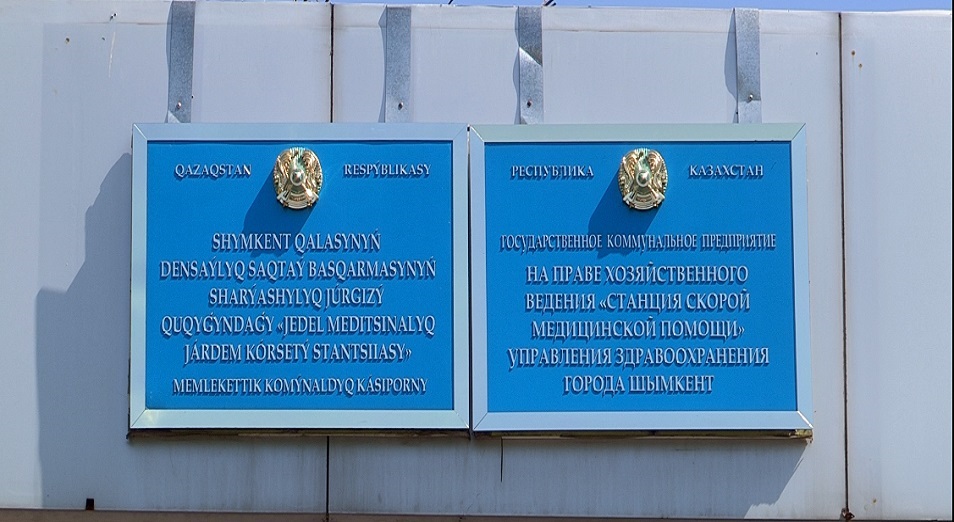 QAZAQSTAN RESPÝBLIKASY
SHYMKENT QALASYNYŃ
DENSAÝLYQ SAQTAÝ BASQARMASYNYŃ
SHARÝASHYLYQ JÚRGIZÝ
QUQYǴYNDAǴY «JEDEL MEDITSINALYQ
JÁRDEM KÓRSETÝ STANTSIIASY»
MEMLEKETTIK KOMÝNALDYQ KÁSIPORNY
РЕСПУБЛИКА КАЗАХСТАН
ГОСУДАРСТВЕННОЕ КОММУНАЛЬНОЕ ПРЕДПРИЯТИЕ
НА ПРАВЕ ХОЗЯЙСТВЕННОГО
ВЕДЕНИЯ «СТАНЦИЯ СКОРОЙ
МЕДИЦИНСКОЙ ПОМОЩИ»
УПРАВЛЕНИЯ ЗДРАВООХРАНЕНИЯ
ГОРОДА ШЫМКЕНТ